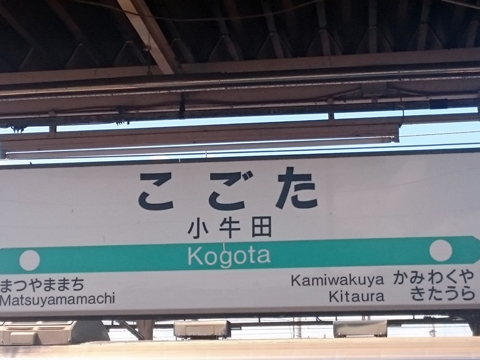 こごた
小牛田
Kogota
まつやままち
Matsuyamamachi
Kamiwakuya かみわくや
Kitaura きたうら